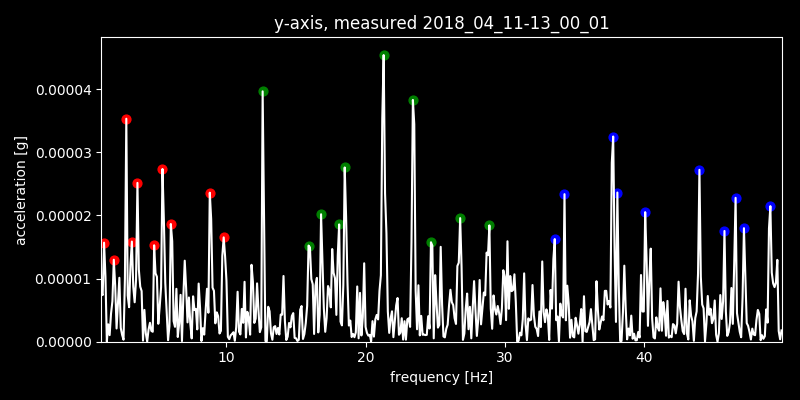 y-axis, measured 2018_04_11-13_00_01
acceleration [g]
0.00004
0.00003
0.00002
0.00001
0.00000
10 20 30 40
frequency [Hz]